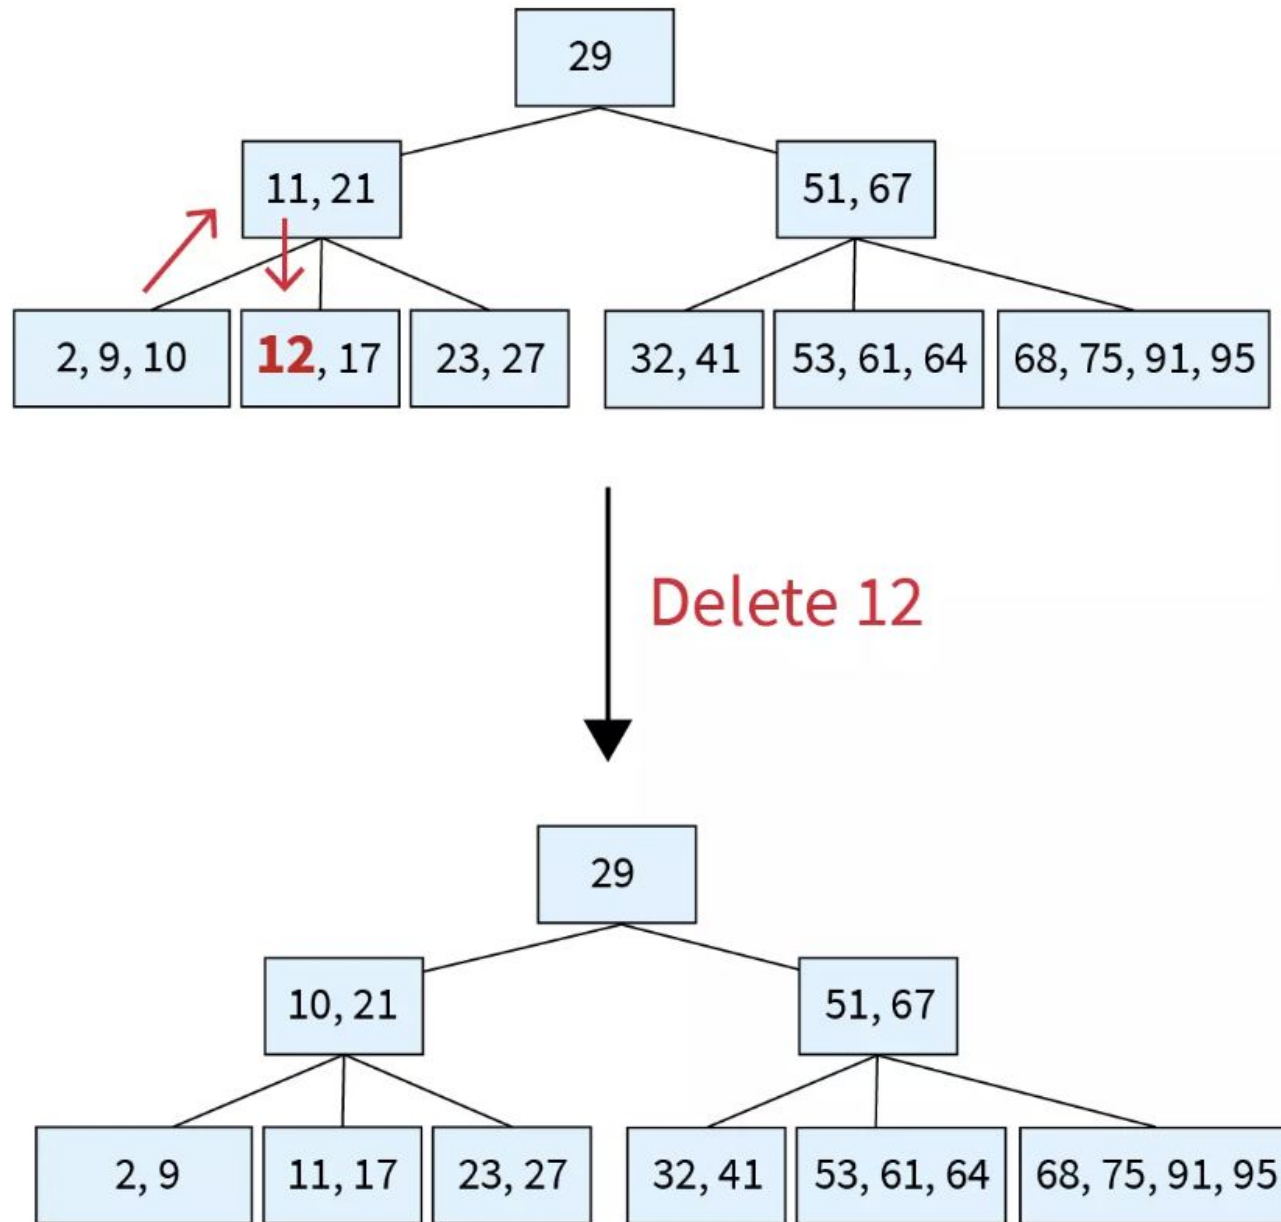 29
11, 21
51, 67
2, 9, 10
12, 17
23, 27
32, 41
53, 61, 64
68, 75, 91, 95
Delete 12
29
10, 21
51, 67
2, 9
11, 17
23, 27
32, 41
53, 61, 64
68, 75, 91, 95